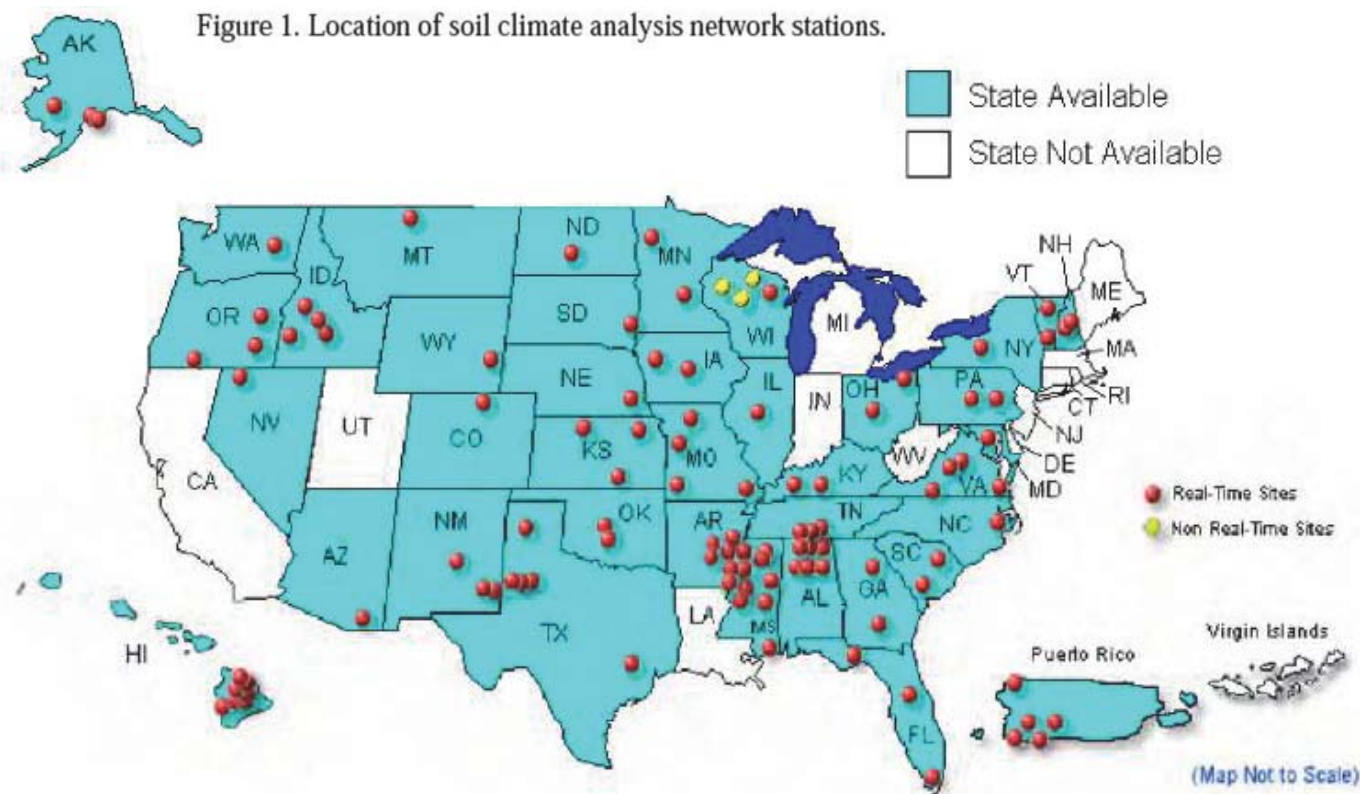 Figure 1. Location of soil climate analysis network stations.
AK
State Available
State Not Available
WA
MT
ND
MN
NH
VT
ME
ID
OR
SD
WI
MI
NY
MA
WY
IA
RI
NE
IL
IN
OH
PA
CT
NV
UT
CO
KS
MO
WV
NJ
DE
CA
KY
VA
MD
Real-Time Sites
Non Real-Time Sites
AZ
NM
OK
AR
TN
NC
SC
HI
TX
LA
MS
AL
GA
FL
Puerto Rico
Virgin Islands
(Map Not to Scale)